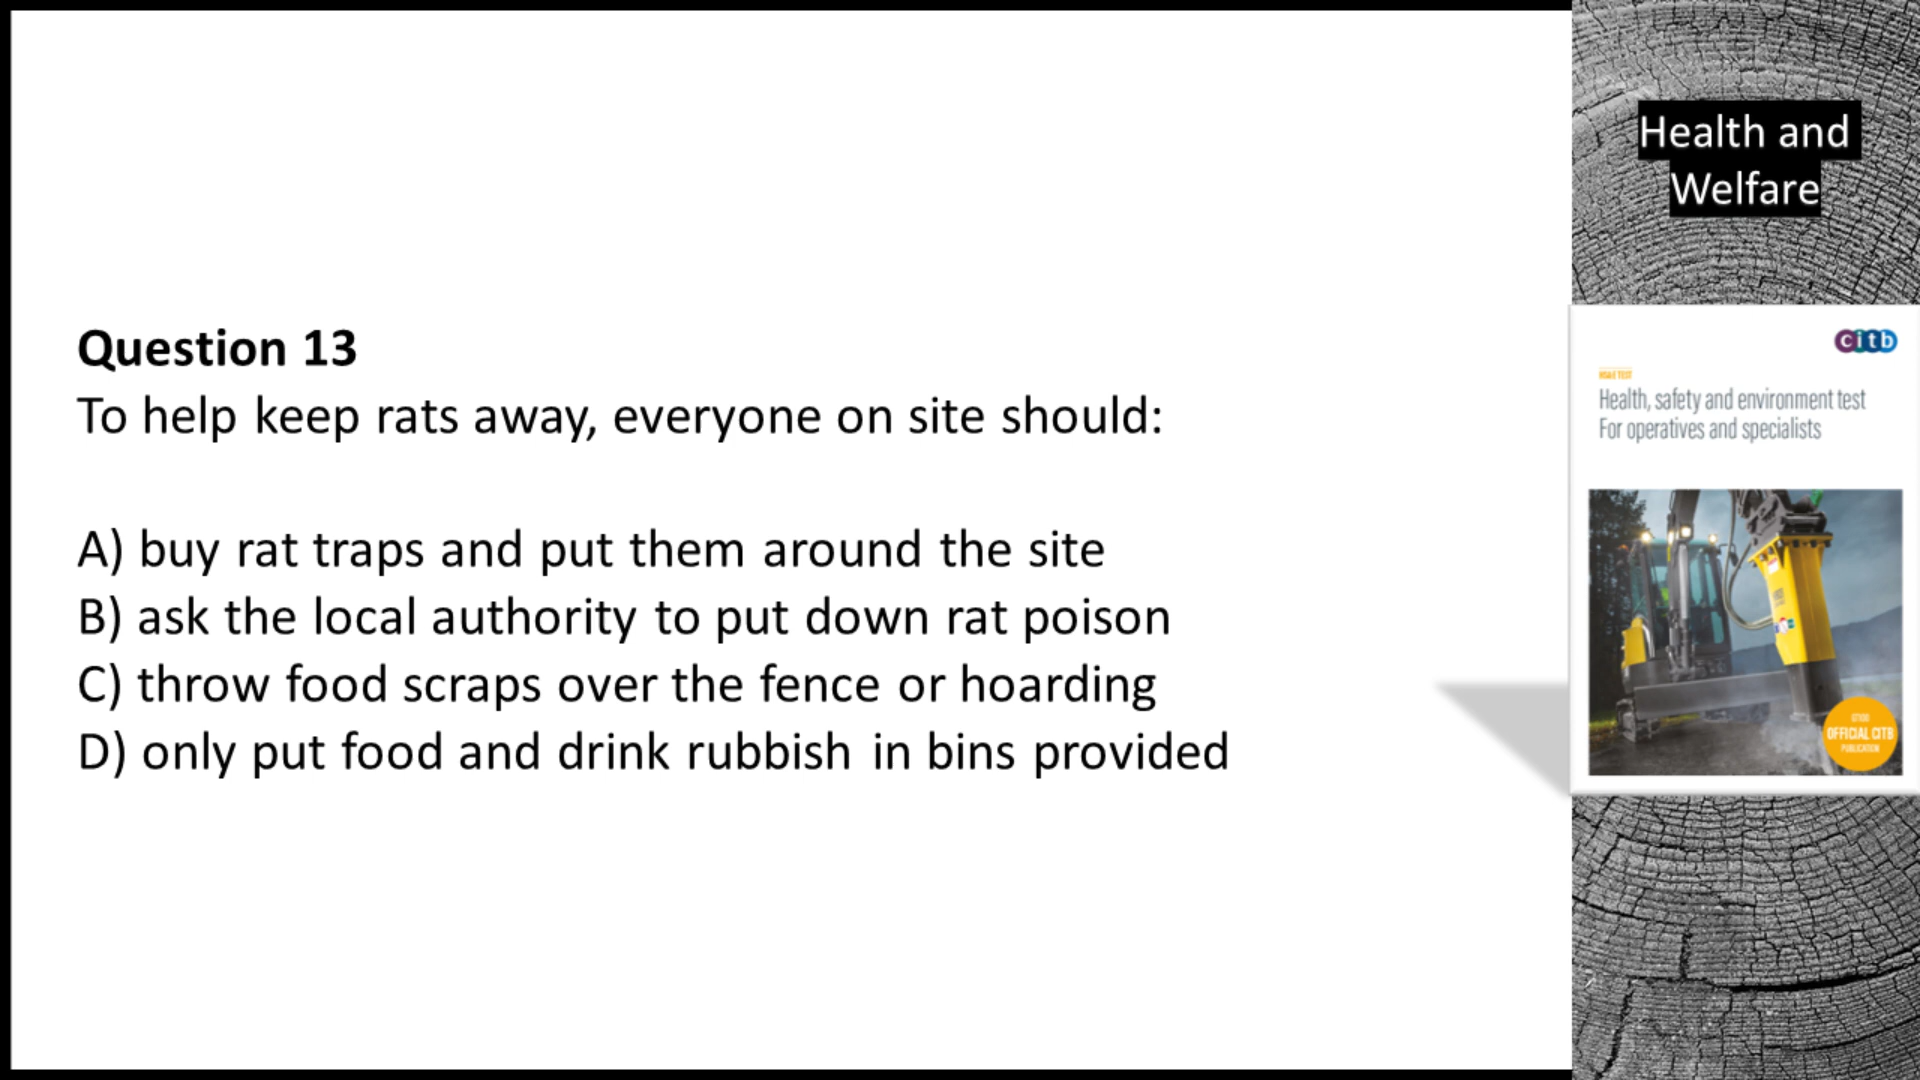 Health and
Welfare
Question 13
To help keep rats away, everyone on site should:
A) buy rat traps and put them around the site
B) ask the local authority to put down rat poison
C) throw food scraps over the fence or hoarding
D) only put food and drink rubbish in bins provided
citb
HS&E TEST
Health, safety and environment test
For operatives and specialists
OFFICIAL CITB
PUBLICATION